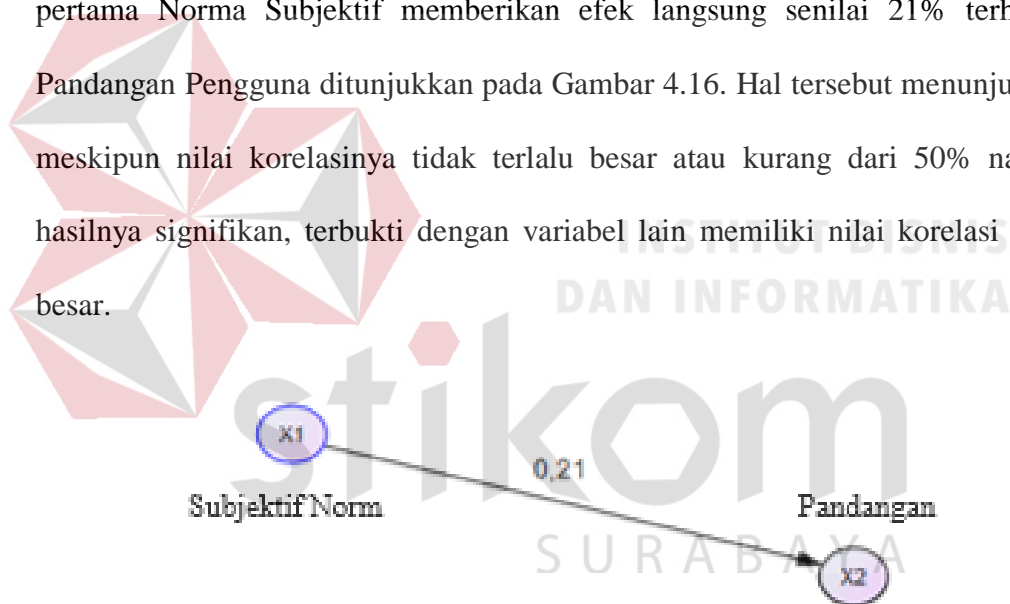 pertama Norma Subjektif memberikan efek langsung senilai 21% terh
Pandangan Pengguna ditunjukkan pada Gambar 4.16. Hal tersebut menunju
meskipun nilai korelasinya tidak terlalu besar atau kurang dari 50% na
hasilnya signifikan, terbukti dengan variabel lain memiliki nilai korelasi
besar.
INSTITUT BISNIS
DAN INFORMATIKA
stikom
SURABAYA
X1
0,21
Subjektif Norm
Pandangan
X2